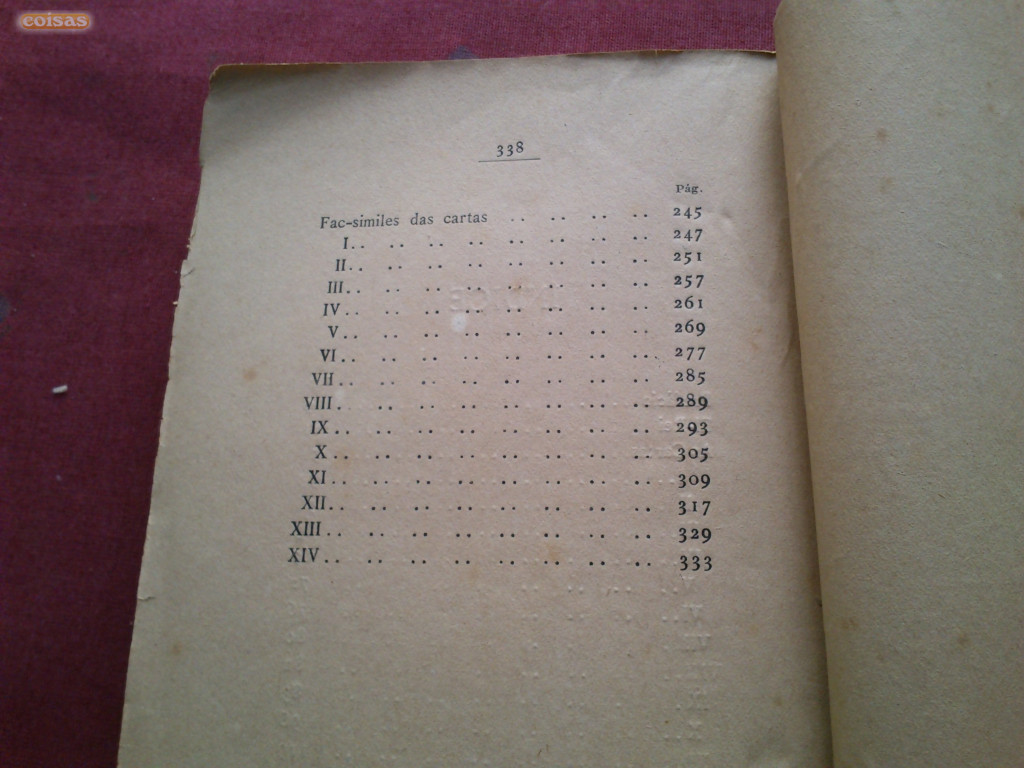 coisas
338
Pág.
Fac-similes das cartas .. .. .. .. 245
I.. .. .. .. .. .. .. .. 247
II.. .. .. .. .. .. .. .. 251
III.. .. .. .. .. .. .. .. 257
IV.. .. .. .. .. .. .. .. 261
V.. .. .. .. .. .. .. .. 269
VI.. .. .. .. .. .. .. .. 277
VII.. .. .. .. .. .. .. .. 285
VIII.. .. .. .. .. .. .. .. 289
IX.. .. .. .. .. .. .. .. 293
X.. .. .. .. .. .. .. .. 305
XI.. .. .. .. .. .. .. .. 309
XII.. .. .. .. .. .. .. .. 317
XIII.. .. .. .. .. .. .. .. 329
XIV.. .. .. .. .. .. .. .. 333